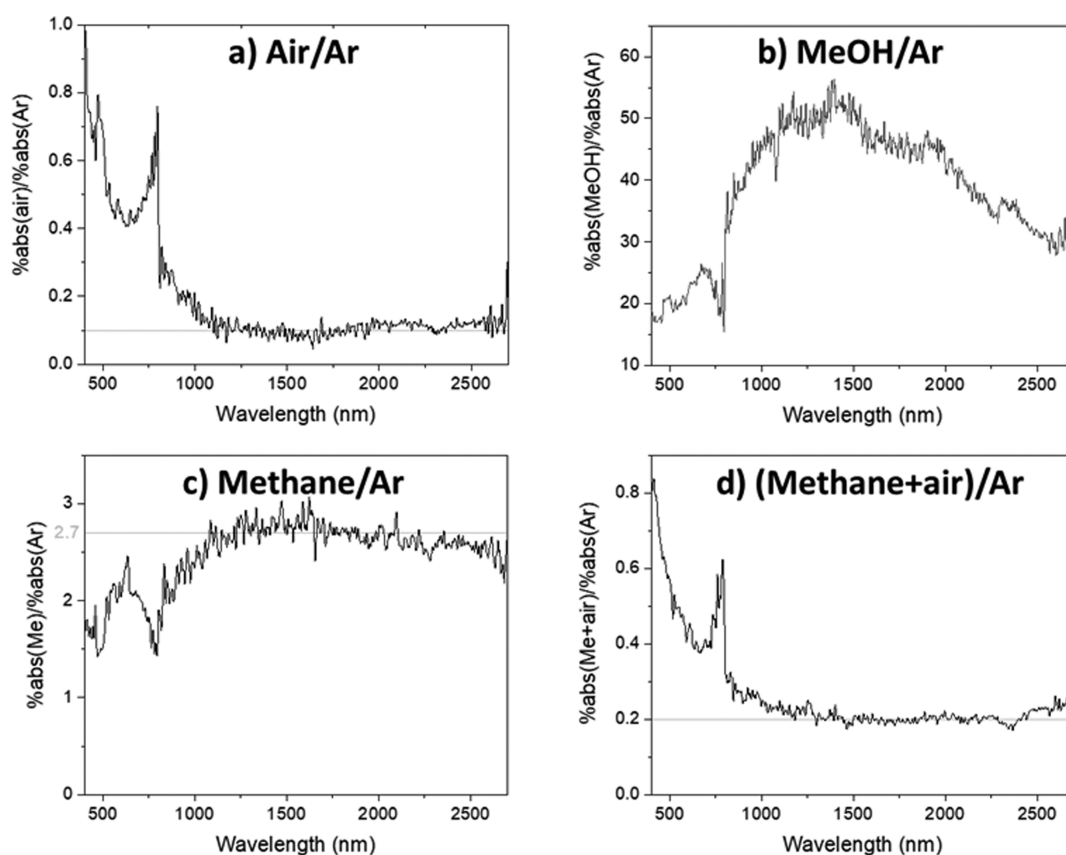 a) Air/Ar
%abs(air)/%abs(Ar)
1.0
0.8
0.6
0.4
0.2
0.0
500 1000 1500 2000 2500
Wavelength (nm)
b) MeOH/Ar
%abs(MeOH)/%abs(Ar)
60
50
40
30
20
10
500 1000 1500 2000 2500
Wavelength (nm)
c) Methane/Ar
%abs(Me)/%abs(Ar)
3
2.7
2
1
0
500 1000 1500 2000 2500
Wavelength (nm)
d) (Methane+air)/Ar
%abs(Me+air)/%abs(Ar)
0.8
0.6
0.4
0.2
0.0
500 1000 1500 2000 2500
Wavelength (nm)